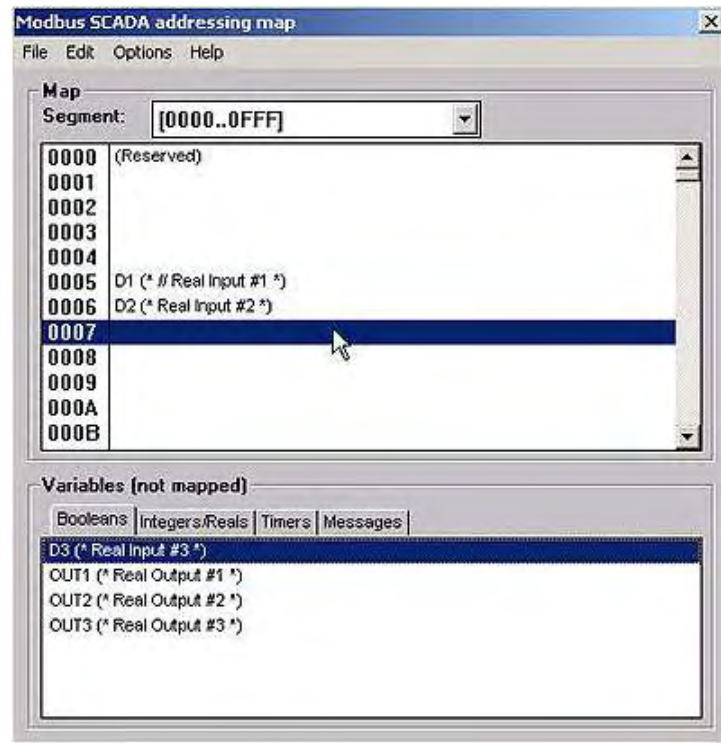 Modbus SCADA addressing map
File Edit Options Help
Map
Segment: [0000..0FFF]
0000 (Reserved)
0001
0002
0003
0004
0005 D1 (* // Real Input #1 *)
0006 D2 (* Real Input #2 *)
0007
0008
0009
000A
000B
Variables (not mapped)
Booleans Integers/Reals Timers Messages
D3 (* Real Input #3 *)
OUT1 (* Real Output #1 *)
OUT2 (* Real Output #2 *)
OUT3 (* Real Output #3 *)